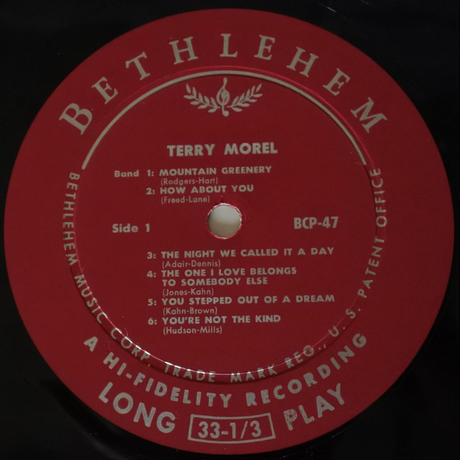 BETHLEHEM
TERRY MOREL
Band 1: MOUNTAIN GREENERY
(Rodgers-Hart)
2: HOW ABOUT YOU
(Freed-Lane)
Side 1
BCP-47
3: THE NIGHT WE CALLED IT A DAY
(Adair-Dennis)
4: THE ONE I LOVE BELONGS
TO SOMEBODY ELSE
(Jones-Kahn)
5: YOU STEPPED OUT OF A DREAM
(Kahn-Brown)
6: YOU'RE NOT THE KIND
(Hudson-Mills)
BETHLEHEM MUSIC CORP. TRADE MARK REG., U. S. PATENT OFFICE
A HI-FIDELITY RECORDING
LONG 33-1/3 PLAY